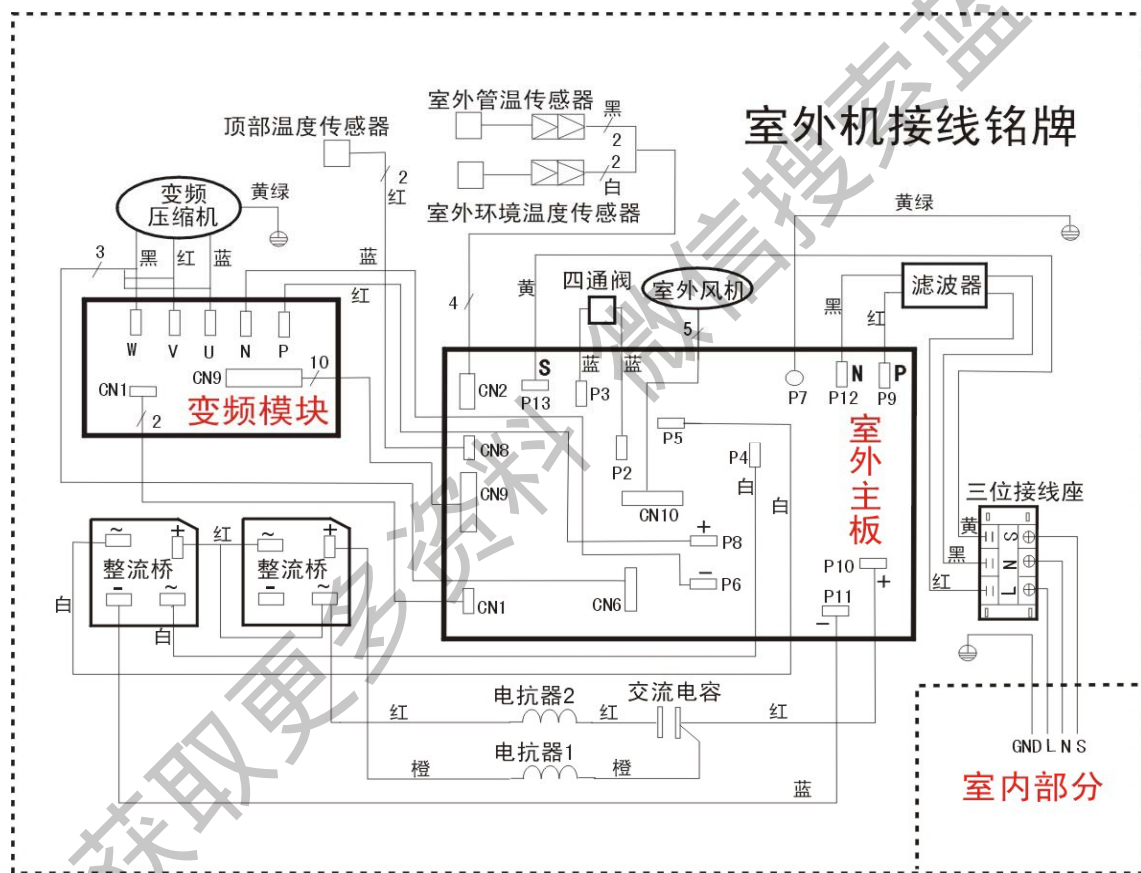 室外机接线铭牌
室外管温传感器
黑
2
顶部温度传感器
2
白
室外环境温度传感器
2
红
变频
压缩机
黄绿
黄绿
3
黑
红
蓝
蓝
红
4
黄
四通阀
室外风机
5
黑
红
滤波器
W
V
U
N
P
CN9
10
CN1
2
变频模块
CN2
S
P13
蓝
P3
蓝
P2
P5
P4
白
白
P7
N
P12
P
P9
室外主板
CN8
CN9
CN10
+
P8
−
P6
CN6
CN1
P10
+
P11
−
三位接线座
黄
黑
红
S
N
L
~
+
整流桥
-
~
红
~
+
整流桥
-
~
白
白
红
电抗器2
红
交流电容
红
橙
电抗器1
橙
蓝
GND L N S
室内部分
获取更多资料 微信搜索蓝